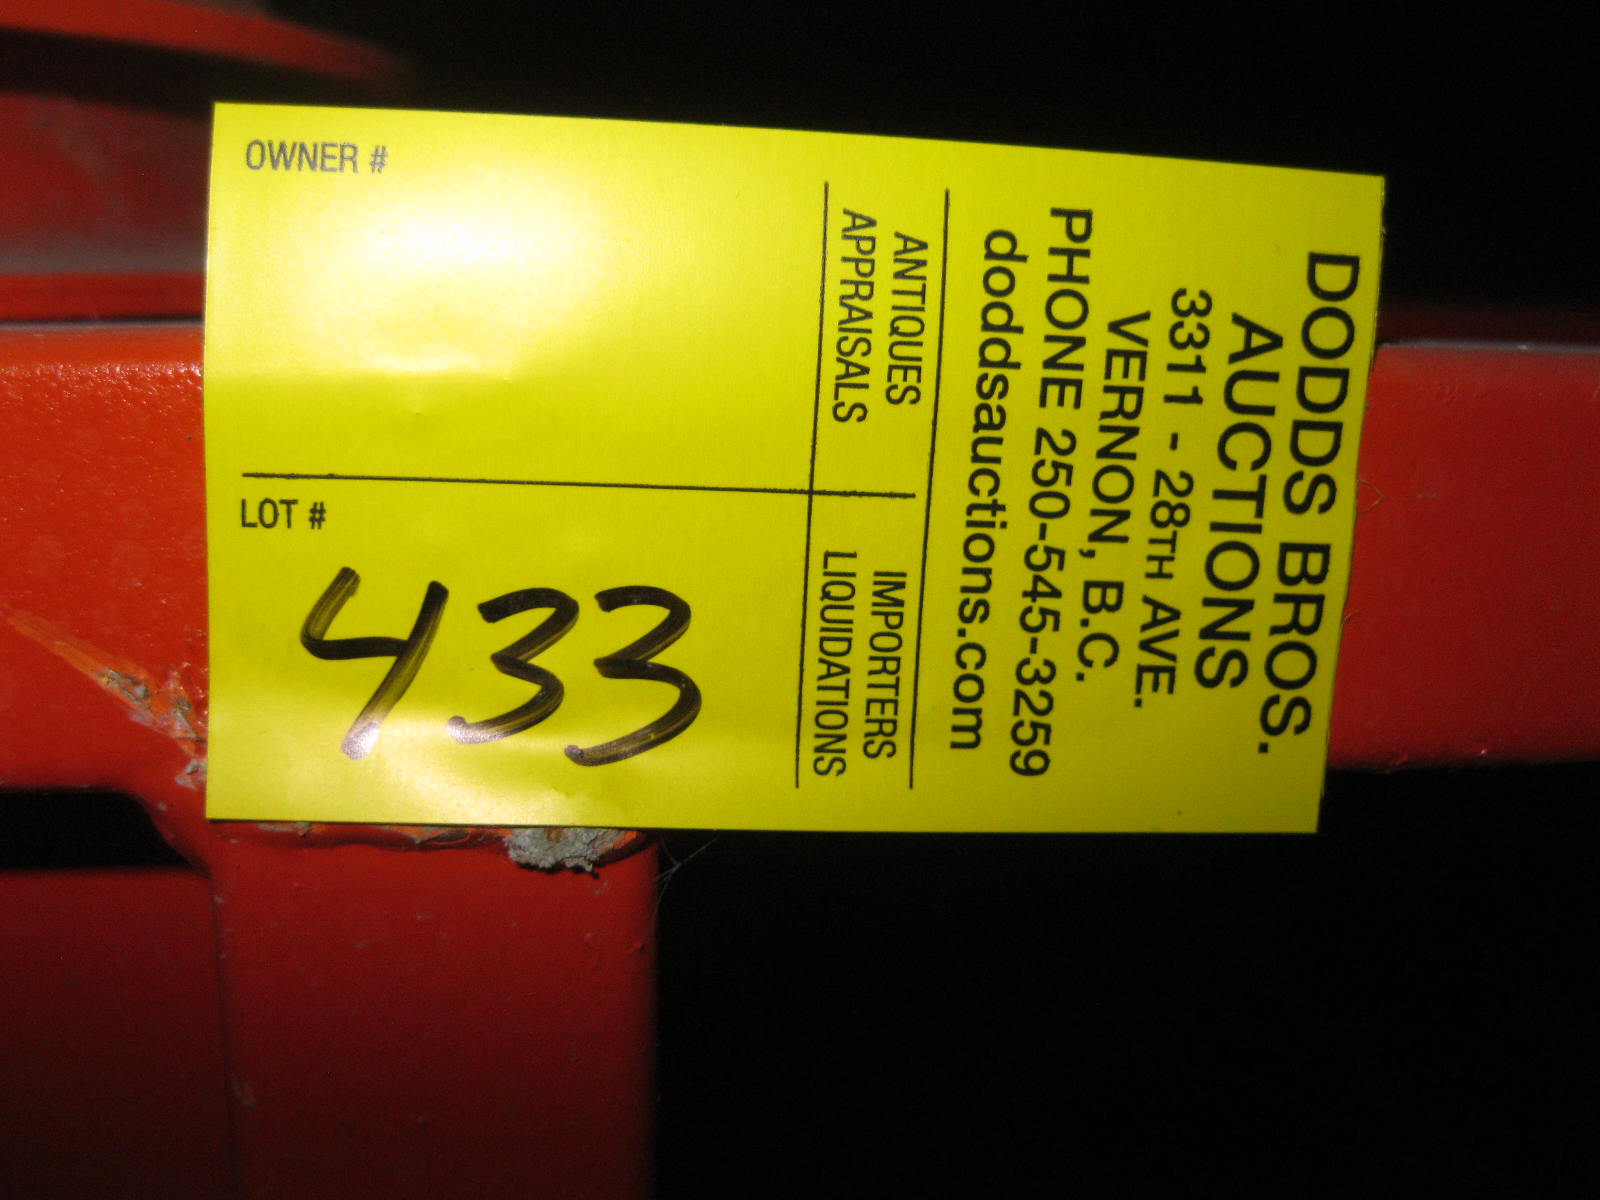 DODDS BROS.
AUCTIONS
3311 - 28TH AVE.
VERNON, B.C.
PHONE 250-545-3259
doddsauctions.com
ANTIQUES
APPRAISALS
IMPORTERS
LIQUIDATIONS
OWNER #
LOT #
433